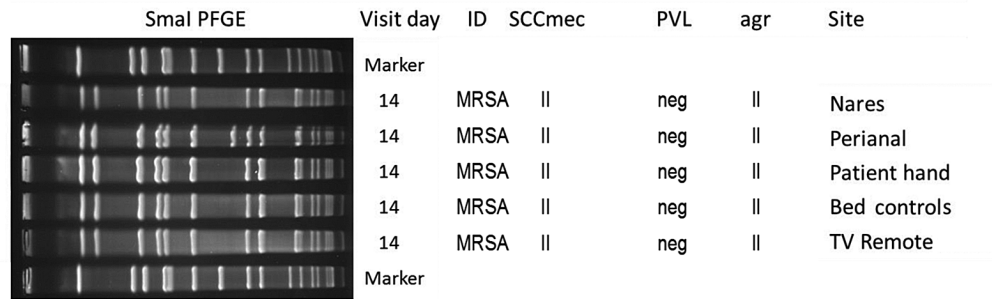 SmaI PFGE Visit day ID SCCmec PVL agr Site
Marker
14 MRSA II neg II Nares
14 MRSA II neg II Perianal
14 MRSA II neg II Patient hand
14 MRSA II neg II Bed controls
14 MRSA II neg II TV Remote
Marker